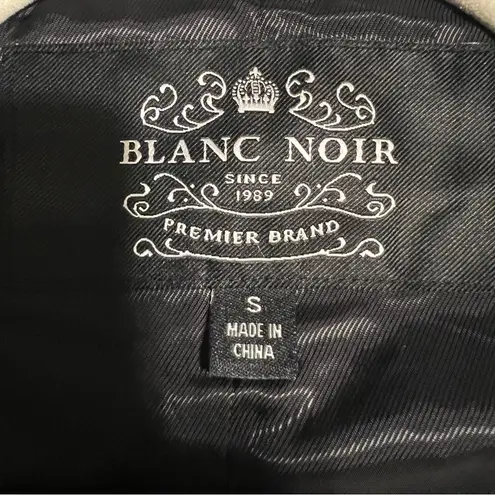 BLANC NOIR
SINCE
1989
PREMIER BRAND
S
MADE IN
CHINA